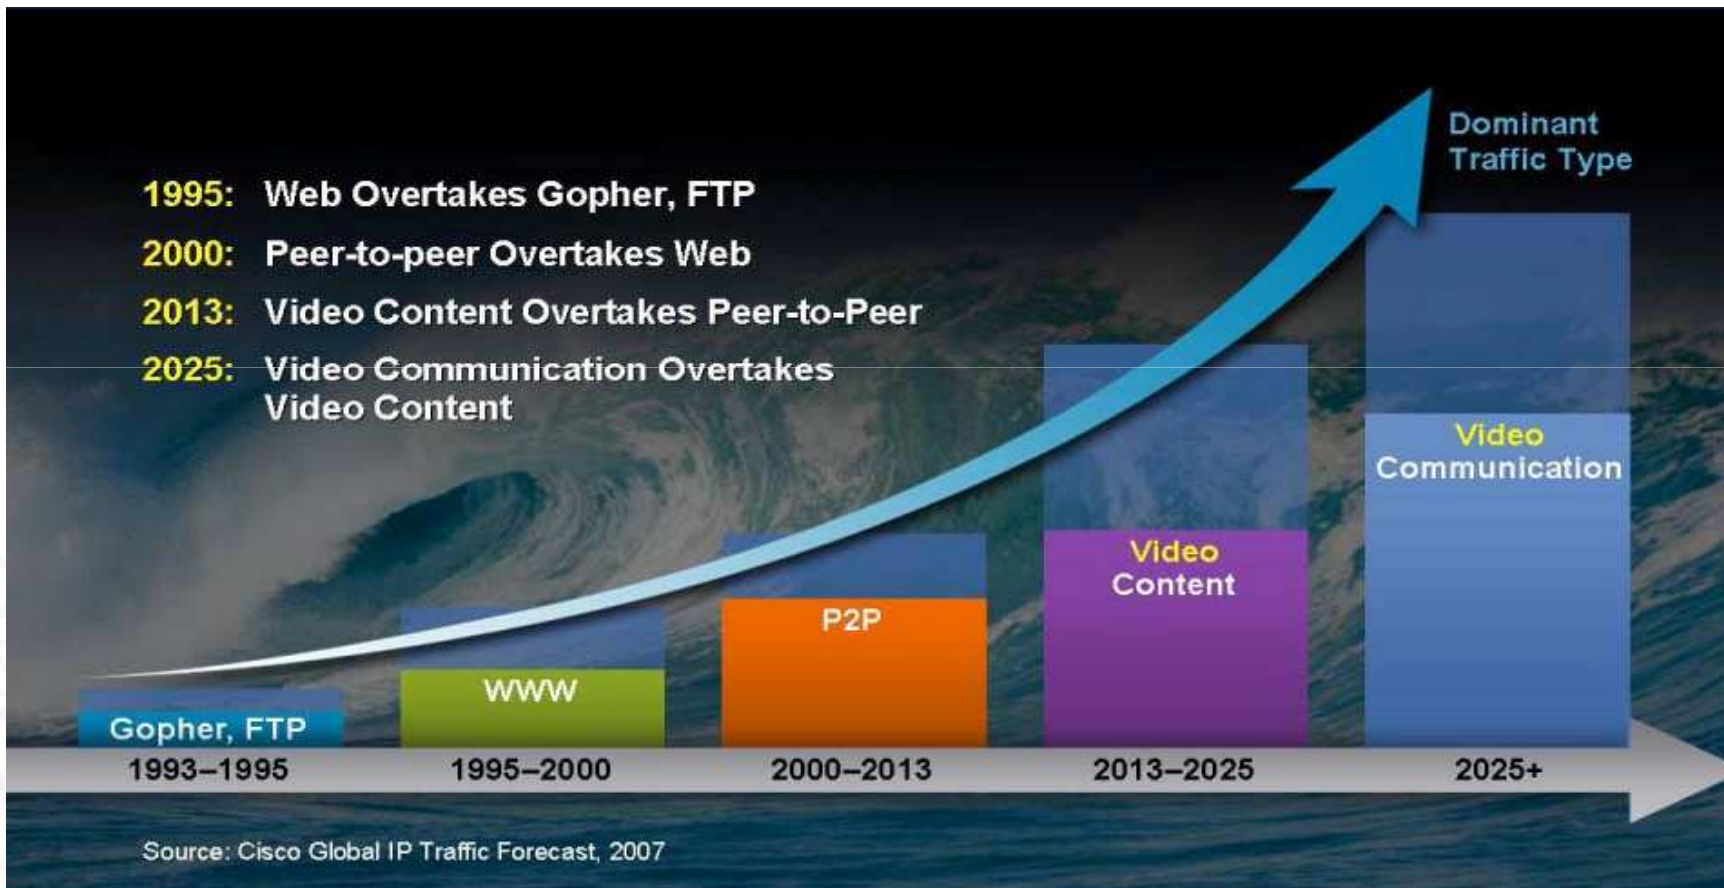 Dominant
Traffic Type
1995: Web Overtakes Gopher, FTP
2000: Peer-to-peer Overtakes Web
2013: Video Content Overtakes Peer-to-Peer
2025: Video Communication Overtakes
Video Content
Video
Communication
Video
Content
P2P
WWW
Gopher, FTP
1993–1995
1995–2000
2000–2013
2013–2025
2025+
Source: Cisco Global IP Traffic Forecast, 2007